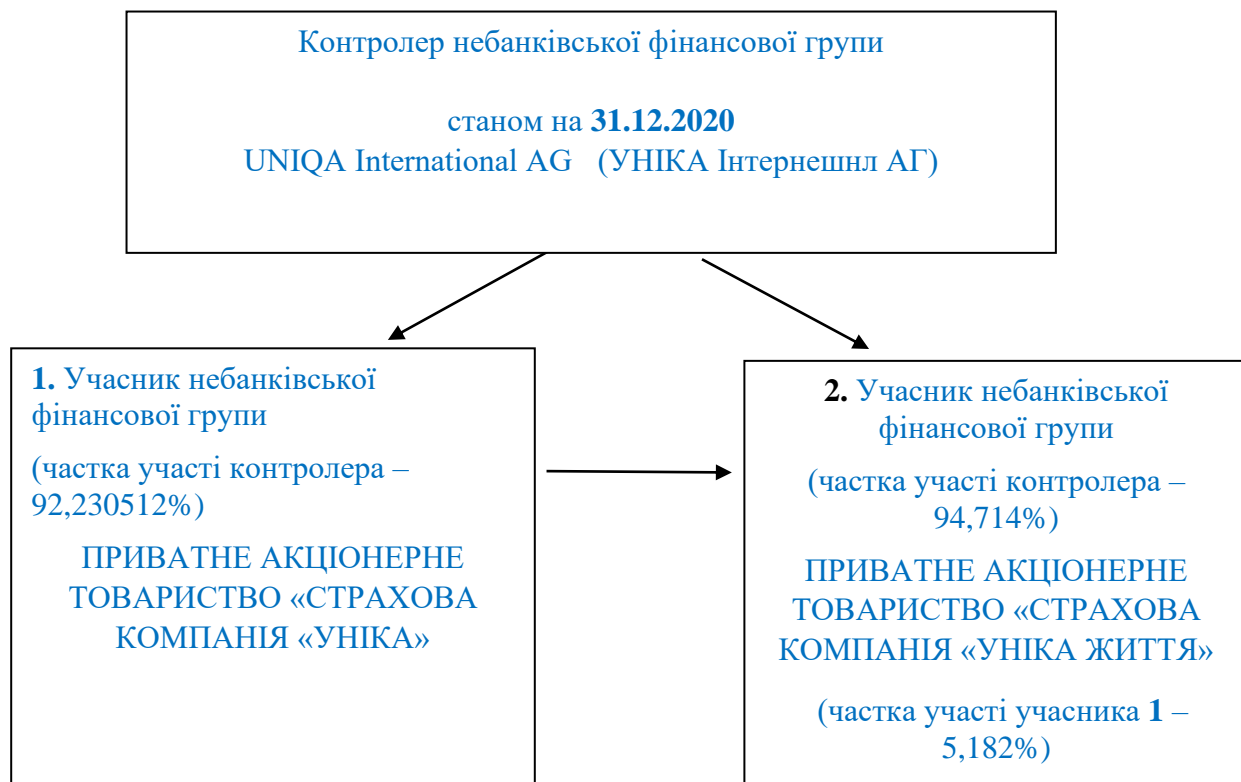 Контролер небанківської фінансової групи
станом на 31.12.2020
UNIQA International AG (УНІКА Інтернешнл АГ)
1. Учасник небанківської
фінансової групи
(частка участі контролера –
92,230512%)
ПРИВАТНЕ АКЦІОНЕРНЕ
ТОВАРИСТВО «СТРАХОВА
КОМПАНІЯ «УНІКА»
2. Учасник небанківської
фінансової групи
(частка участі контролера –
94,714%)
ПРИВАТНЕ АКЦІОНЕРНЕ
ТОВАРИСТВО «СТРАХОВА
КОМПАНІЯ «УНІКА ЖИТТЯ»
(частка участі учасника 1 –
5,182%)